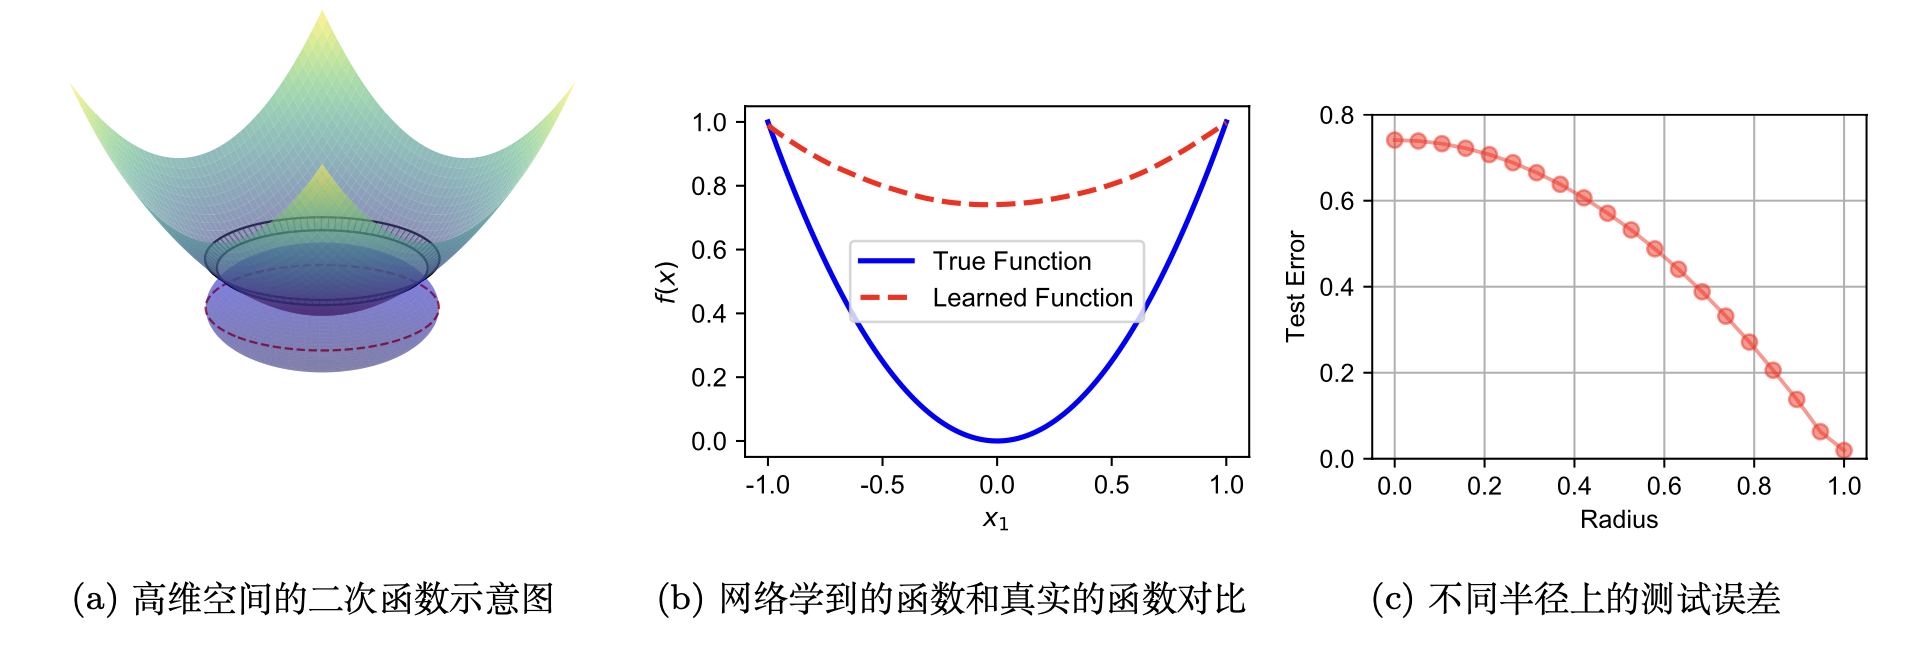 1.0
0.8
0.6
0.4
0.2
0.0
f(x)
True Function
Learned Function
-1.0 -0.5 0.0 0.5 1.0
x₁
0.8
0.6
0.4
0.2
0.0
Test Error
0.0 0.2 0.4 0.6 0.8 1.0
Radius
(a) 高维空间的二次函数示意图
(b) 网络学到的函数和真实的函数对比
(c) 不同半径上的测试误差